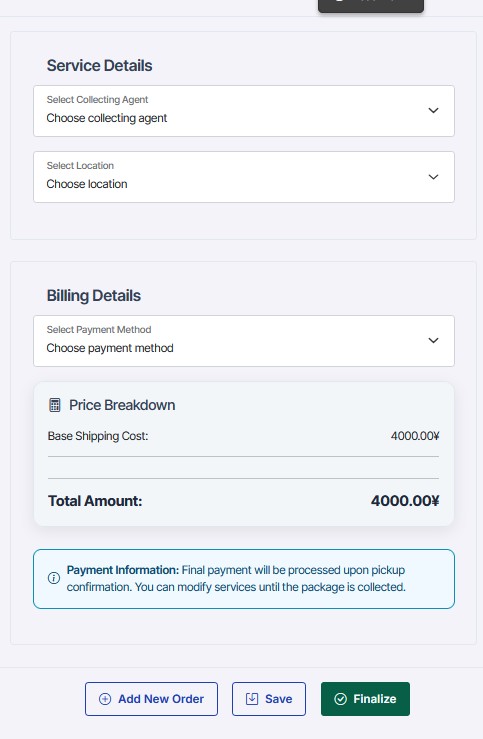 Service Details
Select Collecting Agent
Choose collecting agent
Select Location
Choose location
Billing Details
Select Payment Method
Choose payment method
Price Breakdown
Base Shipping Cost: 4000.00¥
Total Amount: 4000.00¥
Payment Information: Final payment will be processed upon pickup
confirmation. You can modify services until the package is collected.
Add New Order Save Finalize